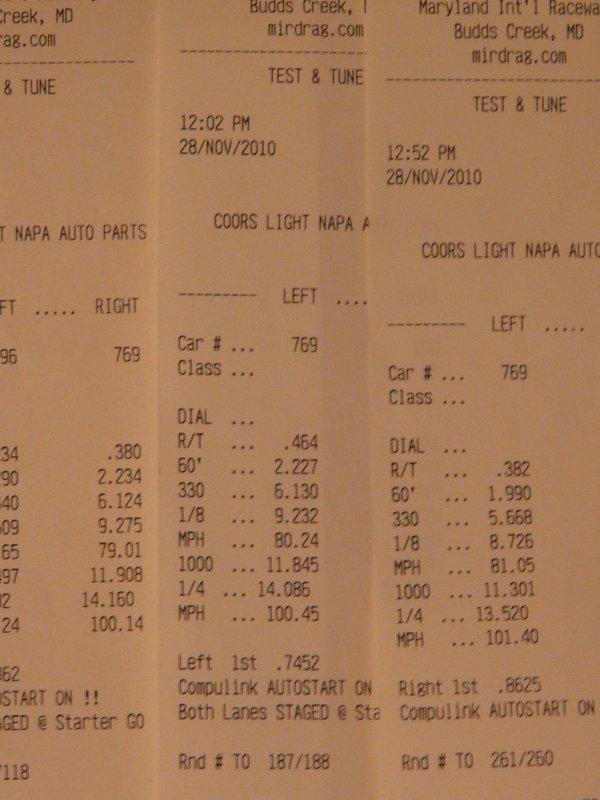 Creek, MD
rag.com
& TUNE
T NAPA AUTO PARTS
FT ..... RIGHT
96 769
34 .380
90 2.234
40 6.124
09 9.275
65 79.01
97 11.908
2 14.160
24 100.14
62
OSTART ON !!
AGED @ Starter GO
/118
Budds Creek,
mirdrag.com
TEST & TUNE
12:02 PM
28/NOV/2010
COORS LIGHT NAPA A
--------- LEFT ....
Car # ... 769
Class ...
DIAL ...
R/T ... .464
60' ... 2.227
330 ... 6.130
1/8 ... 9.232
MPH ... 80.24
1000 ... 11.845
1/4 ... 14.086
MPH ... 100.45
Left 1st .7452
Compulink AUTOSTART ON
Both Lanes STAGED @ Sta
Rnd # TO 187/188
Maryland Int'l Racewa
Budds Creek, MD
mirdrag.com
TEST & TUNE
12:52 PM
28/NOV/2010
COORS LIGHT NAPA AUTO
--------- LEFT .....
Car # ... 769
Class ...
DIAL ...
R/T ... .382
60' ... 1.990
330 ... 5.668
1/8 ... 8.726
MPH ... 81.05
1000 ... 11.301
1/4 ... 13.520
MPH ... 101.40
Right 1st .8625
Compulink AUTOSTART ON
Rnd # TO 261/260